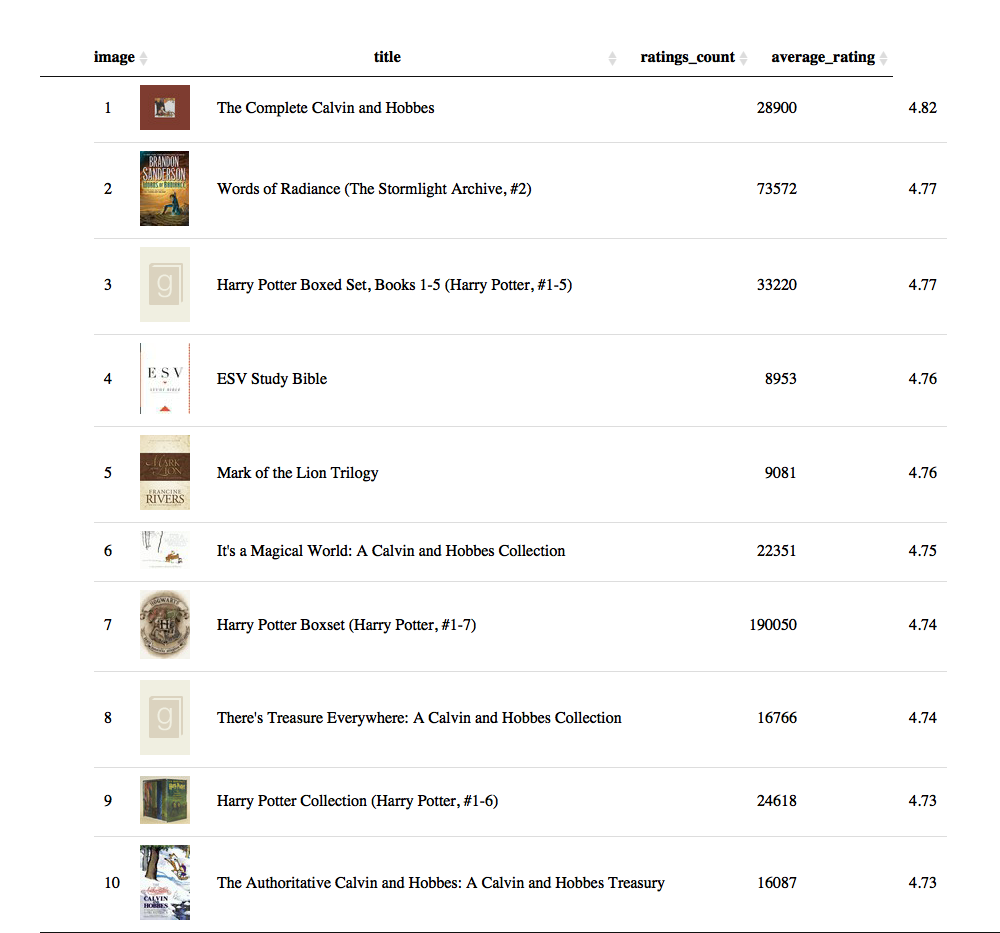 image title ratings_count average_rating
1 The Complete Calvin and Hobbes 28900 4.82
BRANDON
SANDERSON
WORDS OF RADIANCE
2 Words of Radiance (The Stormlight Archive, #2) 73572 4.77
g
3 Harry Potter Boxed Set, Books 1-5 (Harry Potter, #1-5) 33220 4.77
ESV
STUDY BIBLE
4 ESV Study Bible 8953 4.76
MARK
LION
FRANCINE
RIVERS
5 Mark of the Lion Trilogy 9081 4.76
6 It's a Magical World: A Calvin and Hobbes Collection 22351 4.75
HOGWARTS
H
7 Harry Potter Boxset (Harry Potter, #1-7) 190050 4.74
g
8 There's Treasure Everywhere: A Calvin and Hobbes Collection 16766 4.74
9 Harry Potter Collection (Harry Potter, #1-6) 24618 4.73
CALVIN
HOBBES
10 The Authoritative Calvin and Hobbes: A Calvin and Hobbes Treasury 16087 4.73